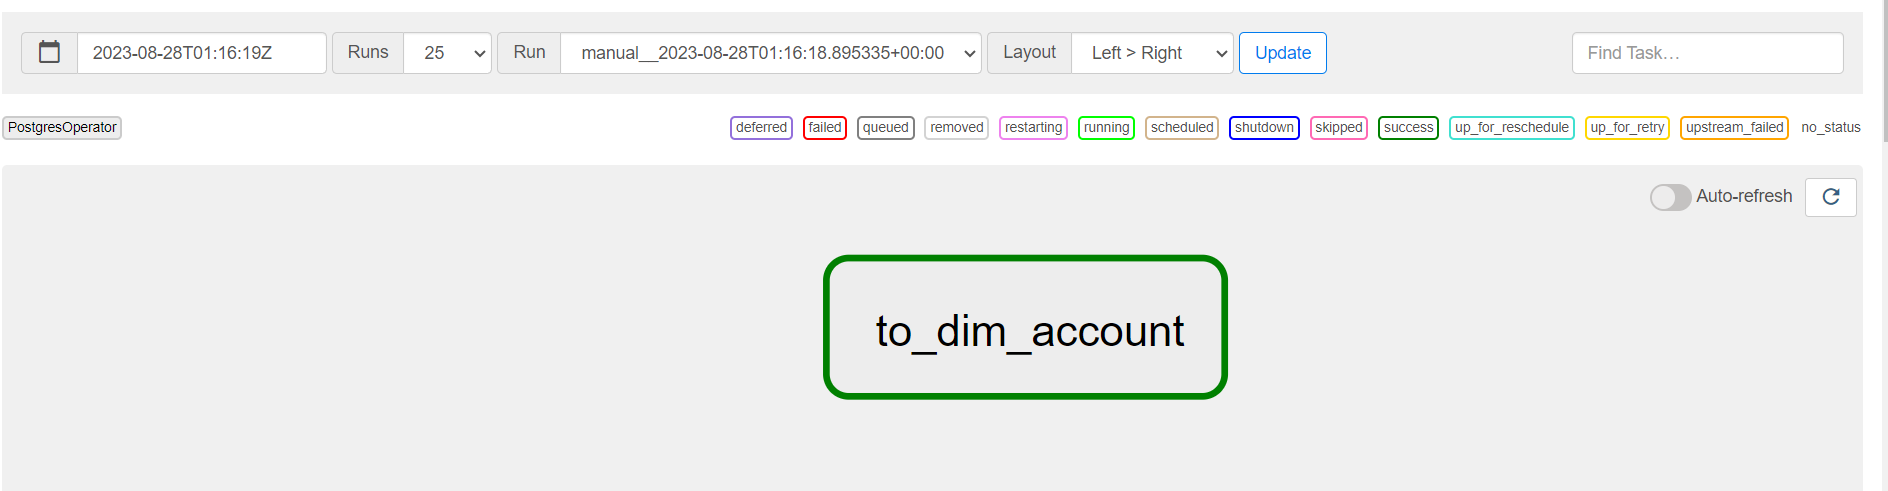 2023-08-28T01:16:19Z Runs 25 Run manual__2023-08-28T01:16:18.895335+00:00 Layout Left > Right Update Find Task…
PostgresOperator deferred failed queued removed restarting running scheduled shutdown skipped success up_for_reschedule up_for_retry upstream_failed no_status
Auto-refresh
to_dim_account